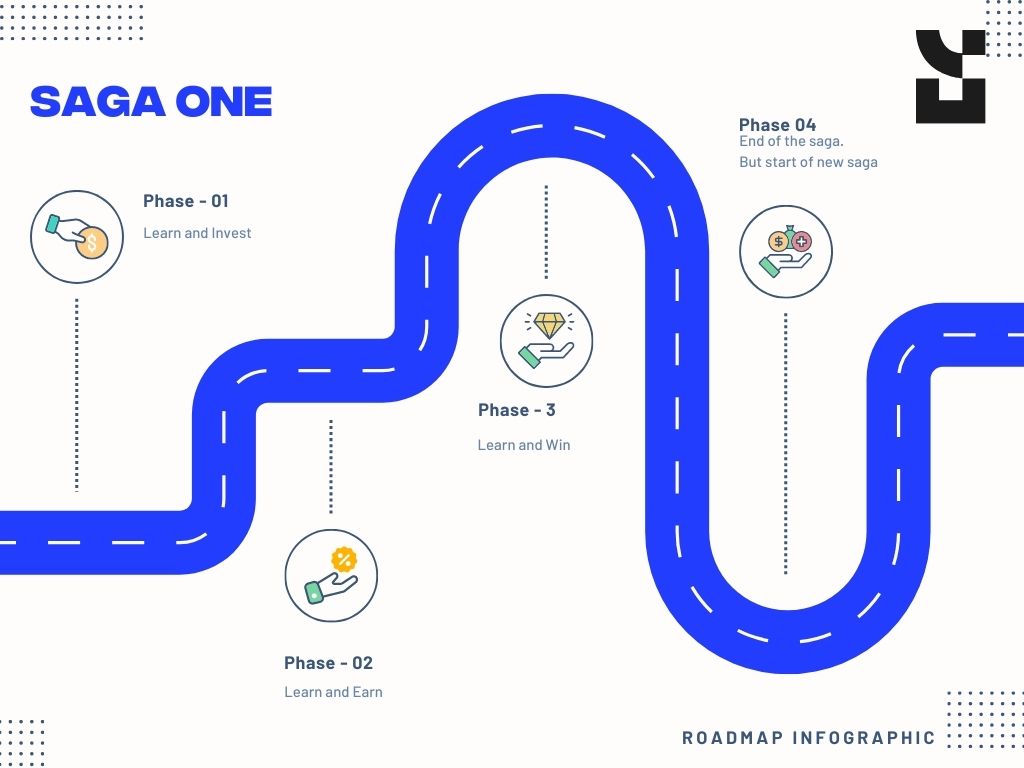 SAGA ONE
Phase - 01
Learn and Invest
Phase - 02
Learn and Earn
Phase - 3
Learn and Win
Phase 04
End of the saga.
But start of new saga
ROADMAP INFOGRAPHIC